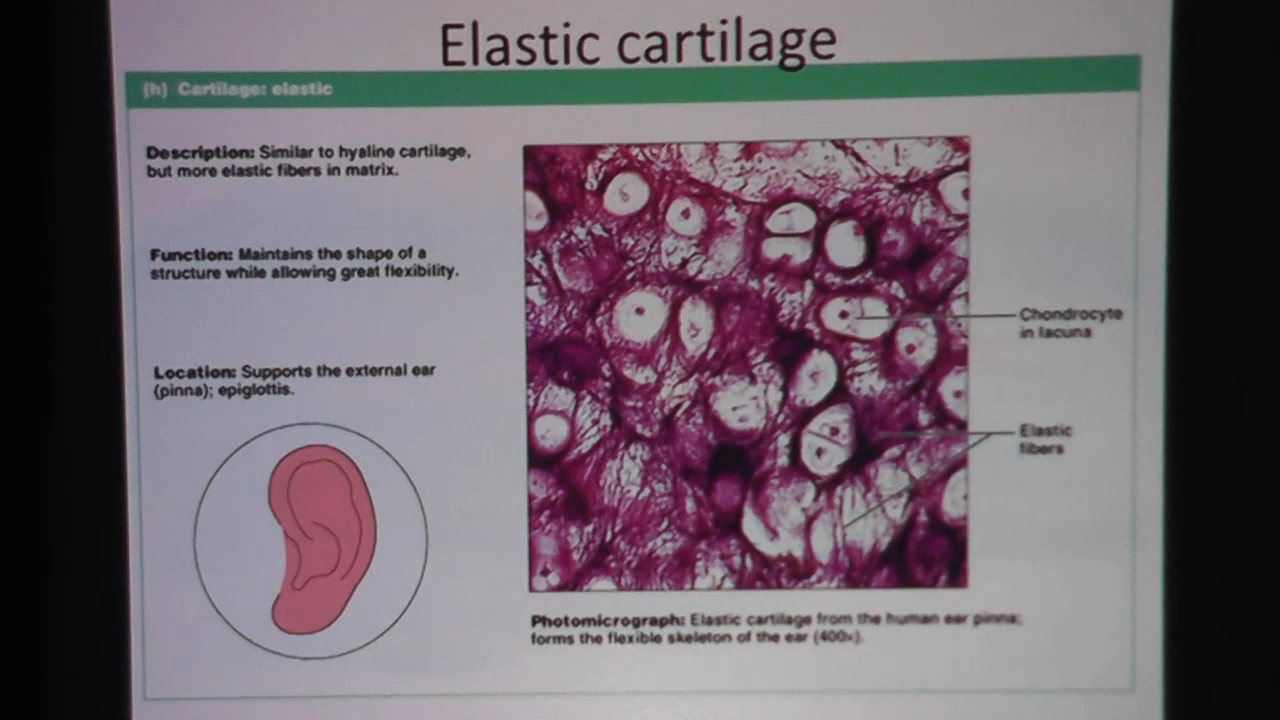 Elastic cartilage
(h) Cartilage: elastic
Description: Similar to hyaline cartilage,
but more elastic fibers in matrix.
Function: Maintains the shape of a
structure while allowing great flexibility.
Location: Supports the external ear
(pinna); epiglottis.
Chondrocyte
in lacuna
Elastic
fibers
Photomicrograph: Elastic cartilage from the human ear pinna;
forms the flexible skeleton of the ear (400x).